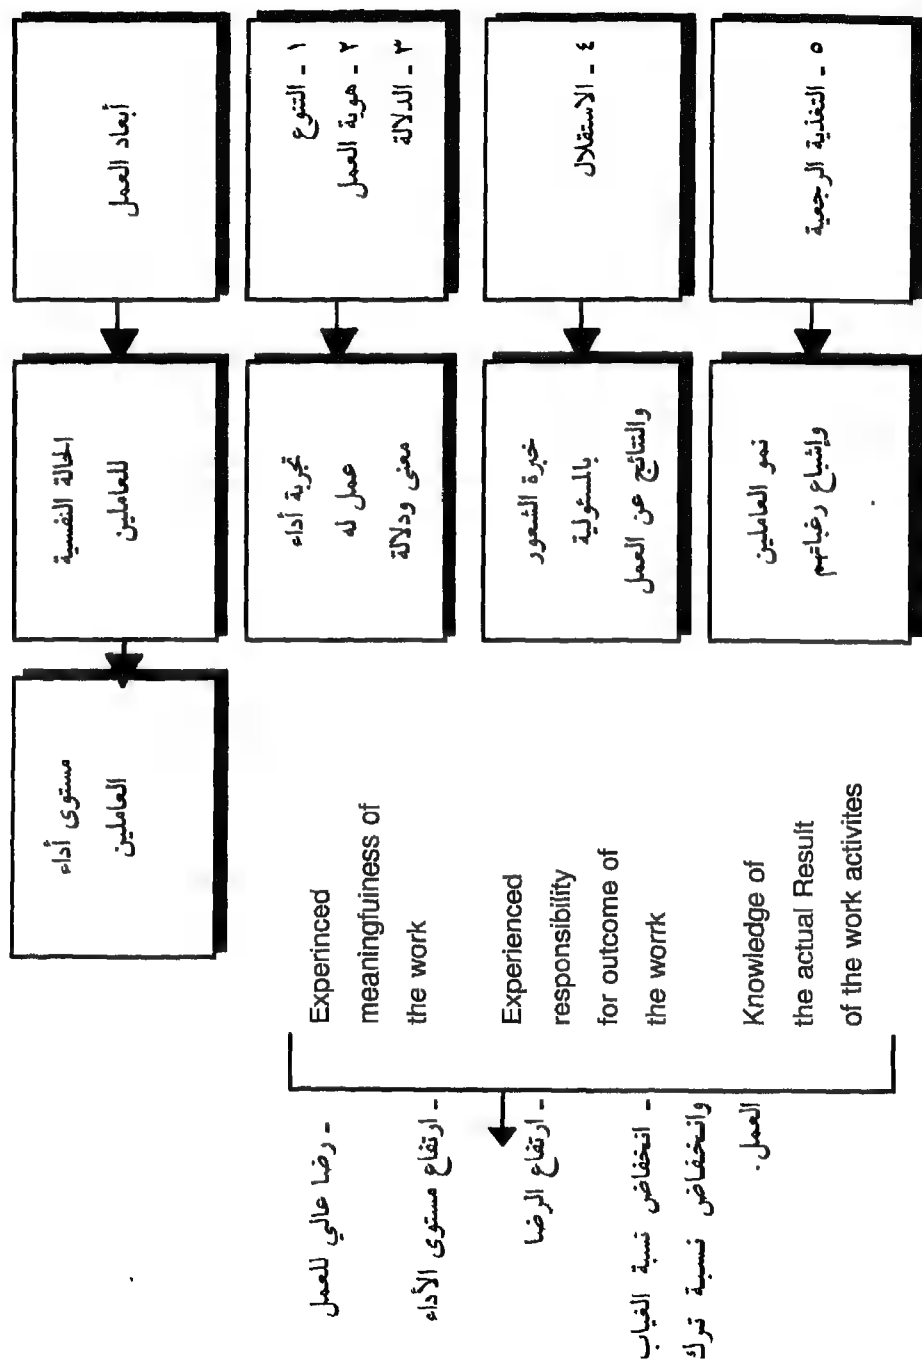 أبعاد العمل
الحالة النفسية
للعاملين
مستوى أداء
العاملين
١ - التنوع
٢ - هوية العمل
٣ - الدلالة
تجربة أداء
عمل له
معنى ودلالة
Experinced
meaningfuiness of
the work
٤ - الاستقلال
خبرة الشعور
بالمسئولية
والنتائج عن العمل
Experienced
responsibility
for outcome of
the worrk
٥ - التغذية الرجعية
نمو العاملين
وإشباع رغباتهم
Knowledge of
the actual Result
of the work activites
- رضا عالي للعمل
- ارتفاع مستوى الأداء
- ارتفاع الرضا
- انخفاض نسبة الغياب
وانخفاض نسبة ترك
العمل.